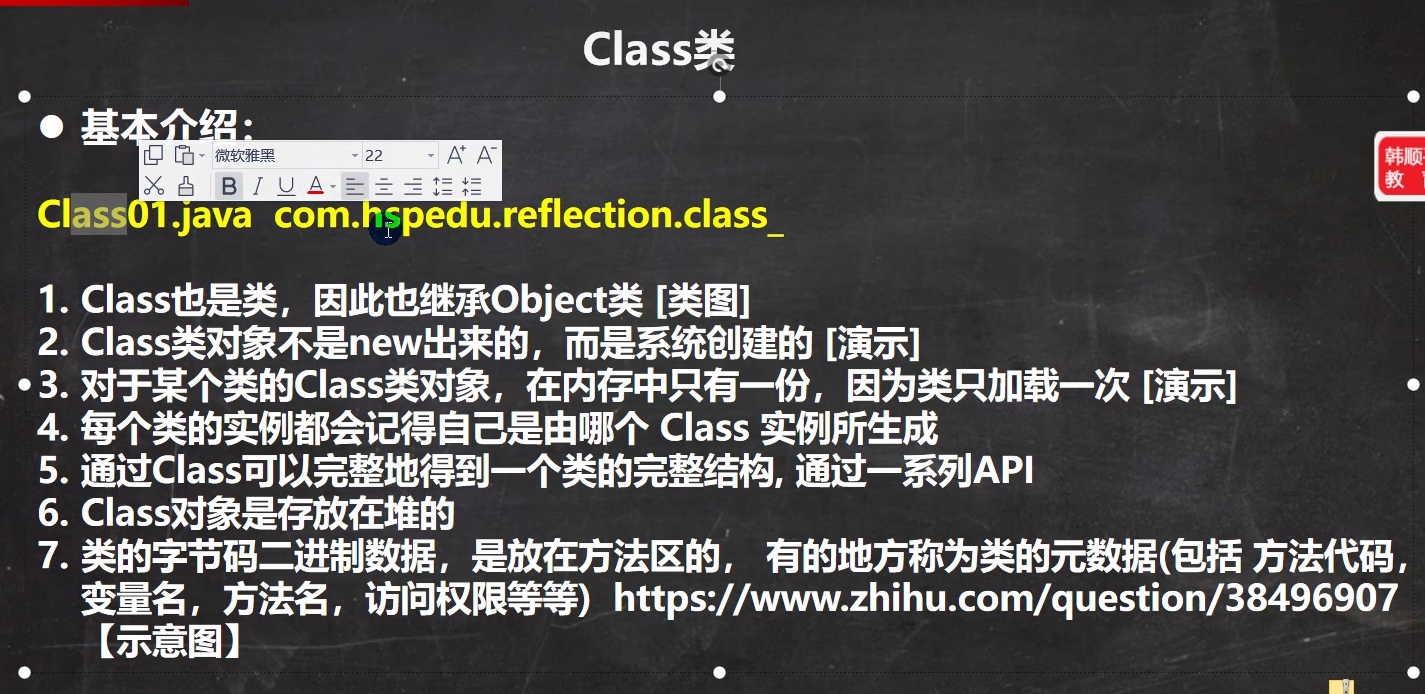 Class类
● 基本介绍：
微软雅黑 22 A+ A-
B I U A
Class01.java com.hspedu.reflection.class_
韩顺
教 育
1. Class也是类，因此也继承Object类 [类图]
2. Class类对象不是new出来的，而是系统创建的 [演示]
3. 对于某个类的Class类对象，在内存中只有一份，因为类只加载一次 [演示]
4. 每个类的实例都会记得自己是由哪个 Class 实例所生成
5. 通过Class可以完整地得到一个类的完整结构, 通过一系列API
6. Class对象是存放在堆的
7. 类的字节码二进制数据，是放在方法区的， 有的地方称为类的元数据(包括 方法代码，
变量名，方法名，访问权限等等) https://www.zhihu.com/question/38496907
【示意图】